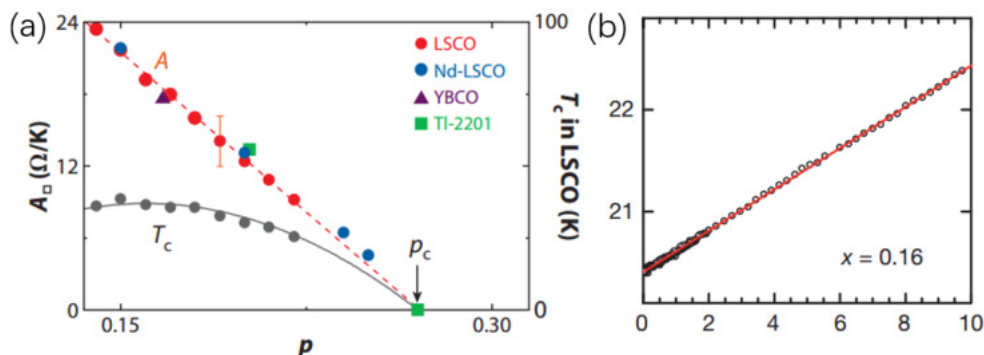 (a)
24
12
0
A□ (Ω/K)
A
Tc
pc
LSCO
Nd-LSCO
YBCO
Tl-2201
100
0
Tc in LSCO (K)
0.15
0.30
p
(b)
22
21
x = 0.16
0
2
4
6
8
10